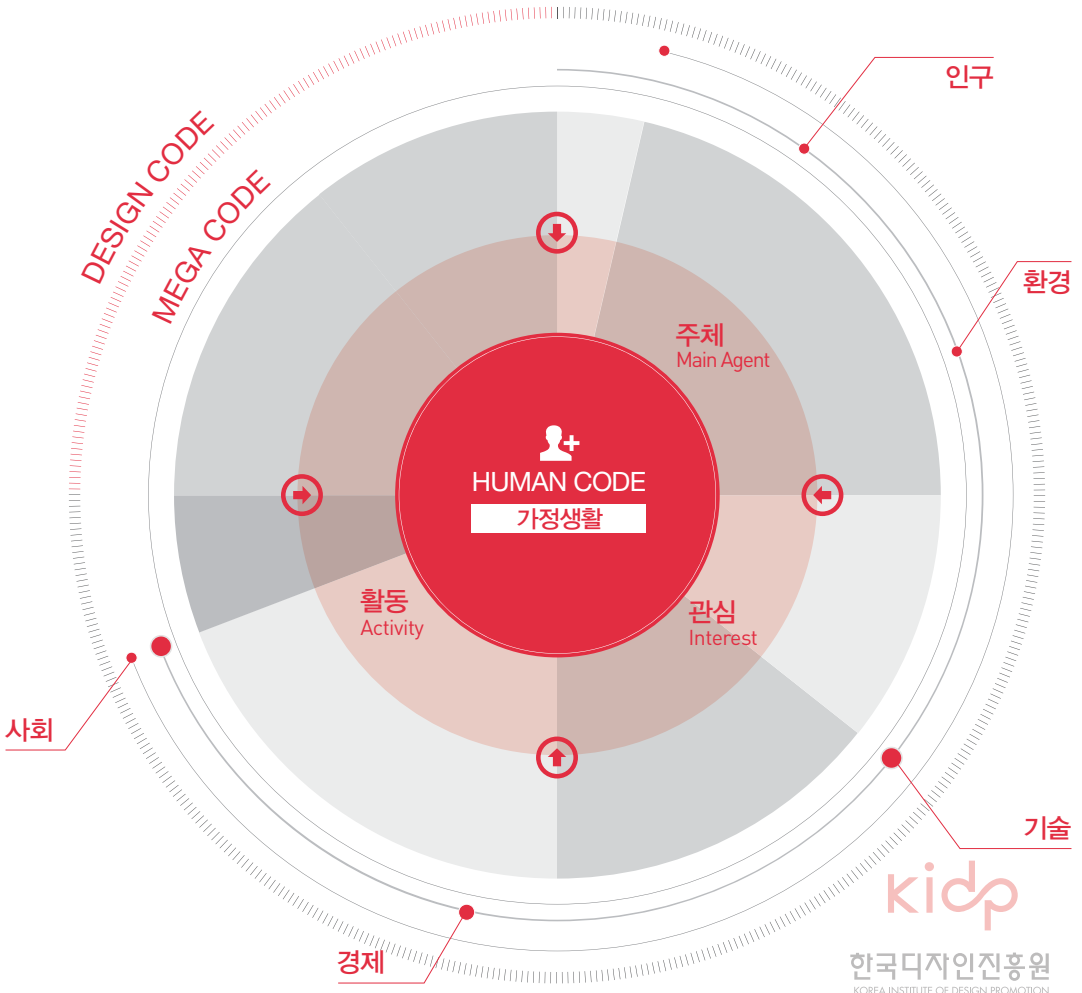 인구
DESIGN CODE
MEGA CODE
환경
주체
Main Agent
HUMAN CODE
가정생활
활동
Activity
관심
Interest
사회
기술
경제
kidp
한국디자인진흥원
KOREA INSTITUTE OF DESIGN PROMOTION